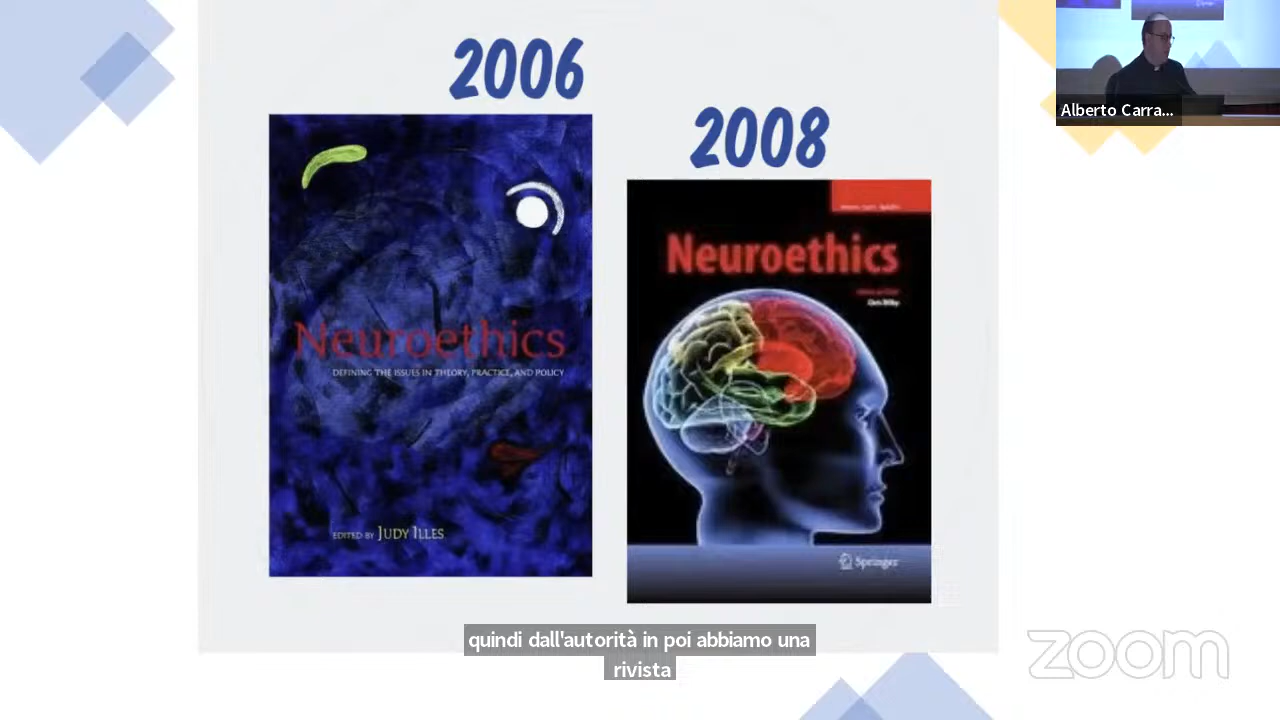 2006
2008
Alberto Carra...
Neuroethics
DEFINING THE ISSUES IN THEORY, PRACTICE, AND POLICY
EDITED BY JUDY ILLES
Neuroethics
Springer
quindi dall'autorità in poi abbiamo una
rivista
zoom